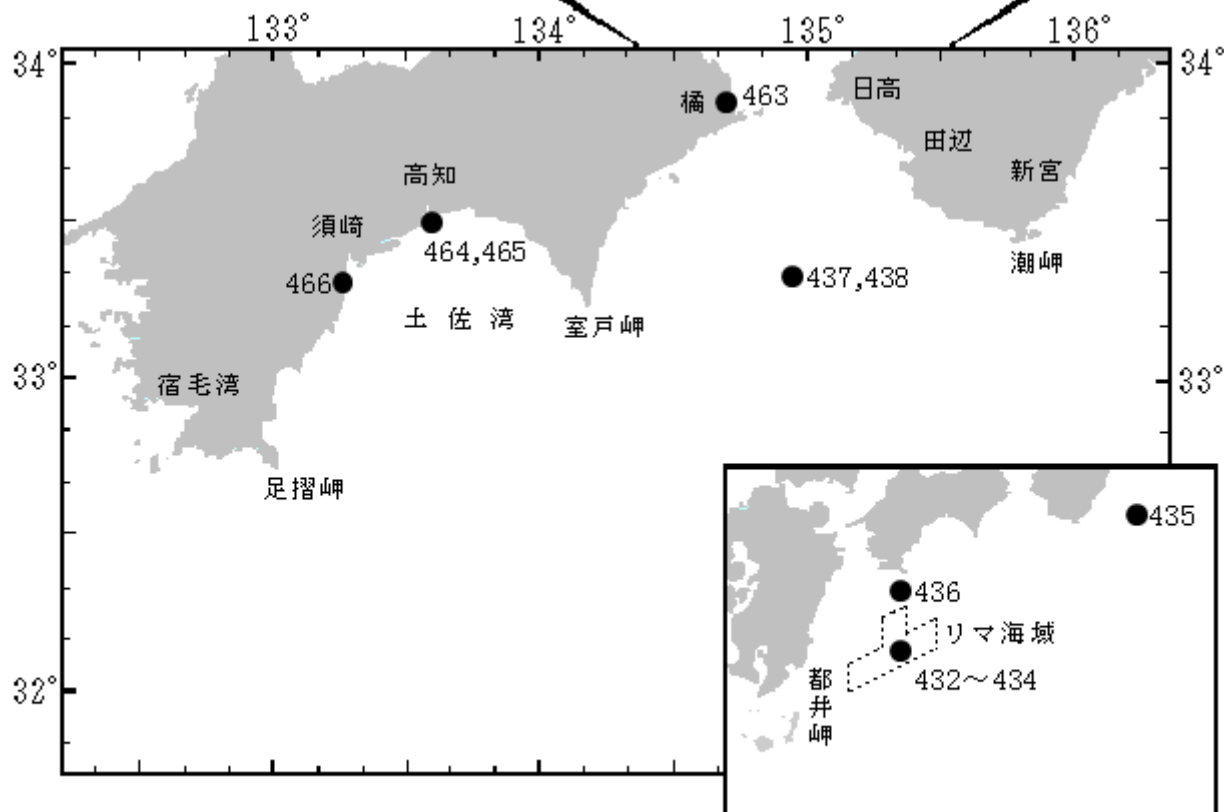 133°
134°
135°
136°
34°
34°
橘
463
日高
田辺
高知
新宮
須崎
464,465
潮岬
466
437,438
土佐湾
室戸岬
33°
33°
宿毛湾
足摺岬
435
436
リマ海域
432～434
都井岬
32°